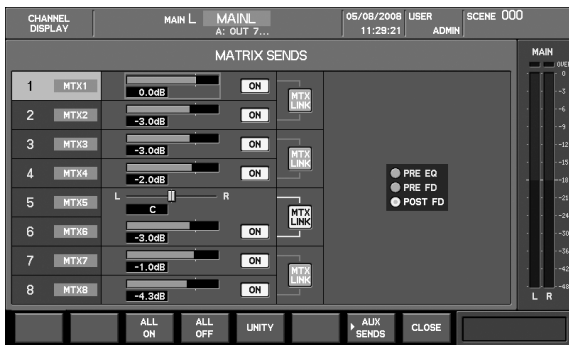 CHANNEL DISPLAY
MAIN L MAINL
A: OUT 7...
05/08/2008 USER SCENE 000
11:29:21 ADMIN
MATRIX SENDS
MAIN
OVER
1 MTX1 0.0dB ON
MTX LINK
2 MTX2 -3.0dB ON
3 MTX3 -3.0dB ON
MTX LINK
4 MTX4 -2.0dB ON
5 MTX5 L R
C
MTX LINK
6 MTX6 -3.0dB ON
7 MTX7 -1.0dB ON
MTX LINK
8 MTX8 -4.3dB ON
PRE EQ
PRE FD
POST FD
0
-3
-6
-9
-12
-15
-18
-21
-24
-30
-36
-42
-48
L R
ALL ON
ALL OFF
UNITY
AUX SENDS
CLOSE